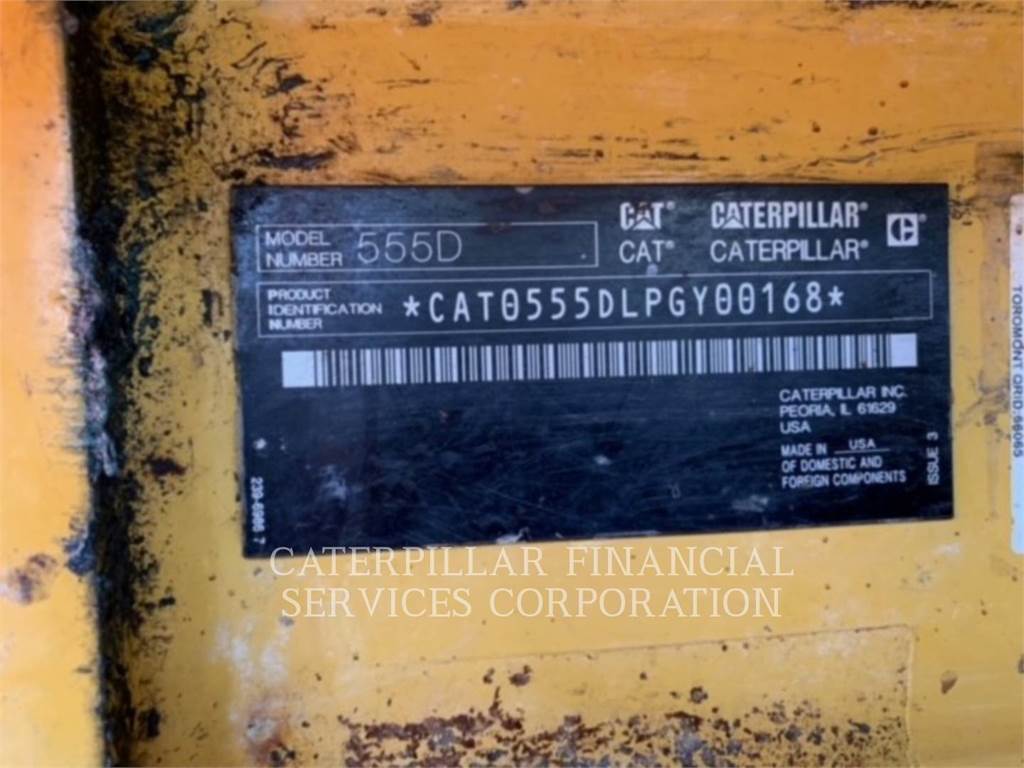 MODEL NUMBER 555D
CAT® CATERPILLAR®
CAT® CATERPILLAR®
PRODUCT
IDENTIFICATION
NUMBER
*CAT0555DLPGY00168*
CATERPILLAR INC.
PEORIA, IL 61629
USA
MADE IN USA
OF DOMESTIC AND
FOREIGN COMPONENTS
ISSUE 3
CATERPILLAR FINANCIAL
SERVICES CORPORATION